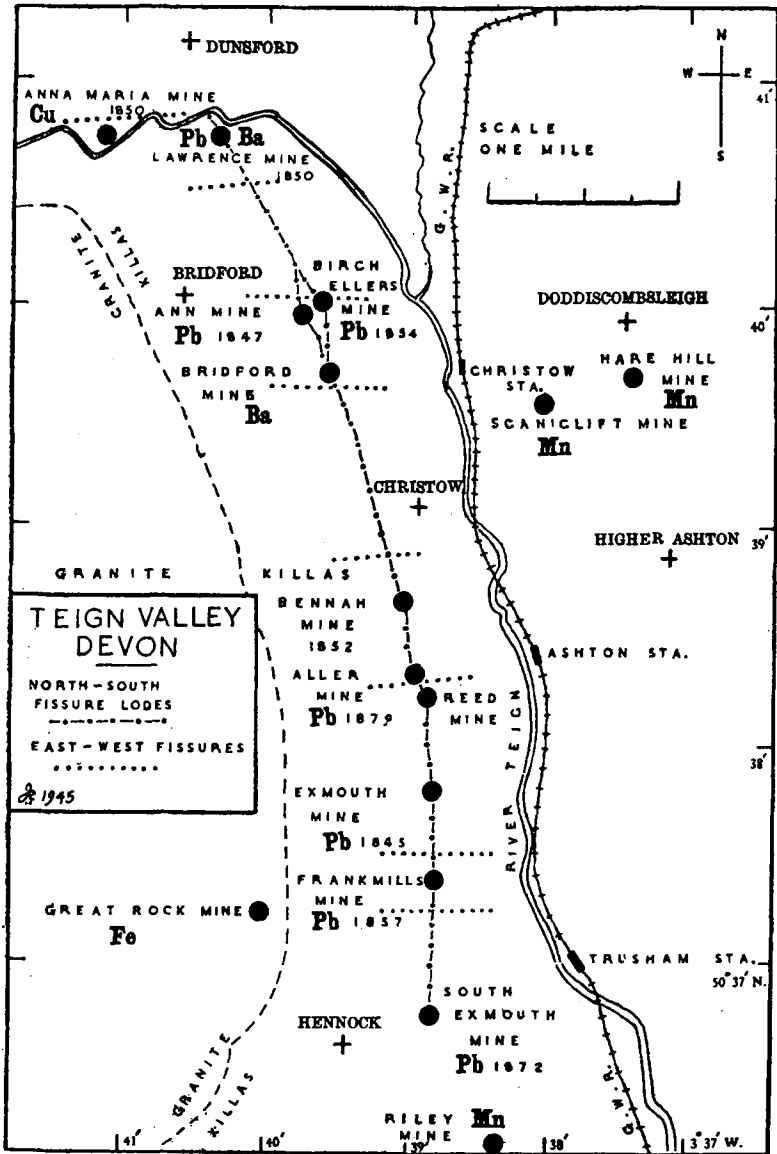 DUNSFORD
N
W E
S
41'
ANNA MARIA MINE
1850
Cu
Pb Ba
LAWRENCE MINE
1850
SCALE
ONE MILE
G.W.R.
GRANITE
KILLAS
BRIDFORD
BIRCH
ELLERS
MINE
Pb 1854
ANN MINE
Pb 1847
DODDISCOMBSLEIGH
40'
BRIDFORD
MINE
Ba
CHRISTOW
STA.
HARE HILL
MINE
Mn
SCANICLIFT MINE
Mn
CHRISTOW
39'
HIGHER ASHTON
GRANITE KILLAS
BENNAH
MINE
1852
TEIGN VALLEY
DEVON
NORTH-SOUTH
FISSURE LODES
EAST-WEST FISSURES
1945
ASHTON STA.
ALLER
MINE
Pb 1879
REED
MINE
38'
RIVER TEIGN
EXMOUTH
MINE
Pb 1845
FRANKMILLS
MINE
Pb 1857
GREAT ROCK MINE
Fe
TRUSHAM STA.
50° 37' N.
SOUTH
EXMOUTH
MINE
Pb 1872
HENNOCK
GRANITE
KILLAS
G.W.R.
RILEY
MINE
Mn
41' 40' 39' 38' 3° 37' W.